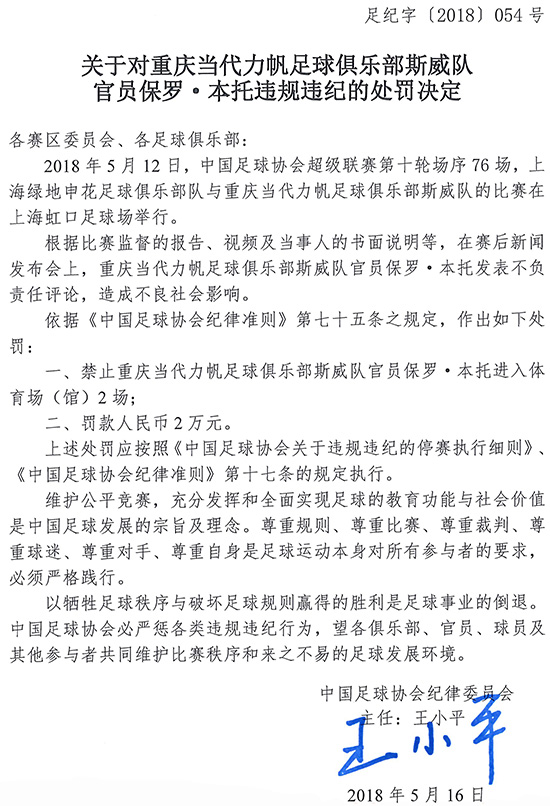 足纪字〔2018〕054 号
关于对重庆当代力帆足球俱乐部斯威队
官员保罗·本托违规违纪的处罚决定
各赛区委员会、各足球俱乐部：
2018 年 5 月 12 日，中国足球协会超级联赛第十轮场序 76 场，上
海绿地申花足球俱乐部队与重庆当代力帆足球俱乐部斯威队的比赛在
上海虹口足球场举行。
根据比赛监督的报告、视频及当事人的书面说明等，在赛后新闻
发布会上，重庆当代力帆足球俱乐部斯威队官员保罗·本托发表不负
责任评论，造成不良社会影响。
依据《中国足球协会纪律准则》第七十五条之规定，作出如下处
罚：
一、禁止重庆当代力帆足球俱乐部斯威队官员保罗·本托进入体
育场（馆）2 场；
二、罚款人民币 2 万元。
上述处罚应按照《中国足球协会关于违规违纪的停赛执行细则》、
《中国足球协会纪律准则》第十七条的规定执行。
维护公平竞赛，充分发挥和全面实现足球的教育功能与社会价值
是中国足球发展的宗旨及理念。尊重规则、尊重比赛、尊重裁判、尊
重球迷、尊重对手、尊重自身是足球运动本身对所有参与者的要求，
必须严格践行。
以牺牲足球秩序与破坏足球规则赢得的胜利是足球事业的倒退。
中国足球协会必严惩各类违规违纪行为，望各俱乐部、官员、球员及
其他参与者共同维护比赛秩序和来之不易的足球发展环境。
中国足球协会纪律委员会
主任：王小平
王小平
2018 年 5 月 16 日